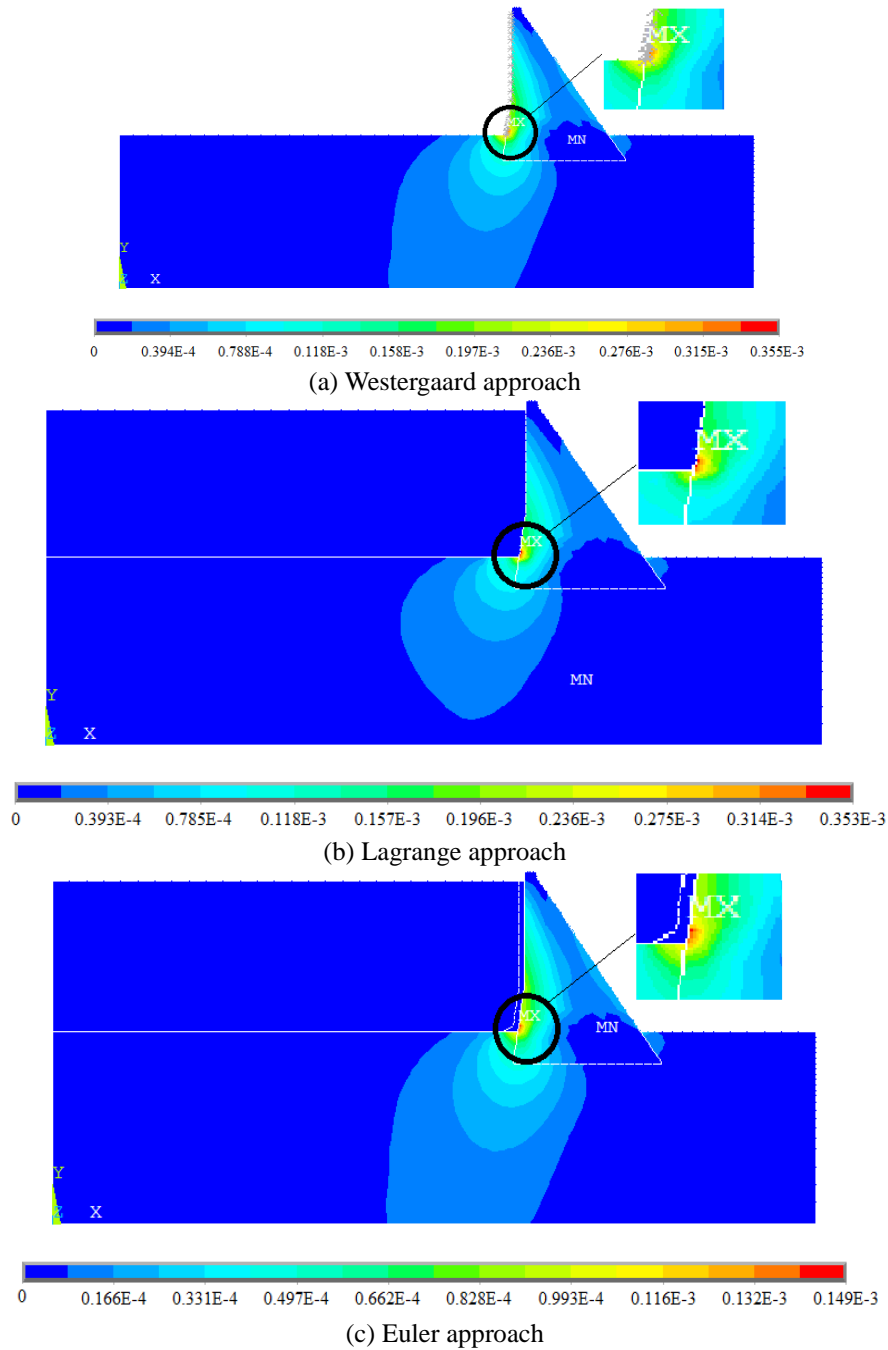 MX
MX
MN
Y
Z X
0 0.394E-4 0.788E-4 0.118E-3 0.158E-3 0.197E-3 0.236E-3 0.276E-3 0.315E-3 0.355E-3
(a) Westergaard approach
MX
MX
MN
Y
Z X
0 0.393E-4 0.785E-4 0.118E-3 0.157E-3 0.196E-3 0.236E-3 0.275E-3 0.314E-3 0.353E-3
(b) Lagrange approach
MX
MX
MN
Y
Z X
0 0.166E-4 0.331E-4 0.497E-4 0.662E-4 0.828E-4 0.993E-4 0.116E-3 0.132E-3 0.149E-3
(c) Euler approach